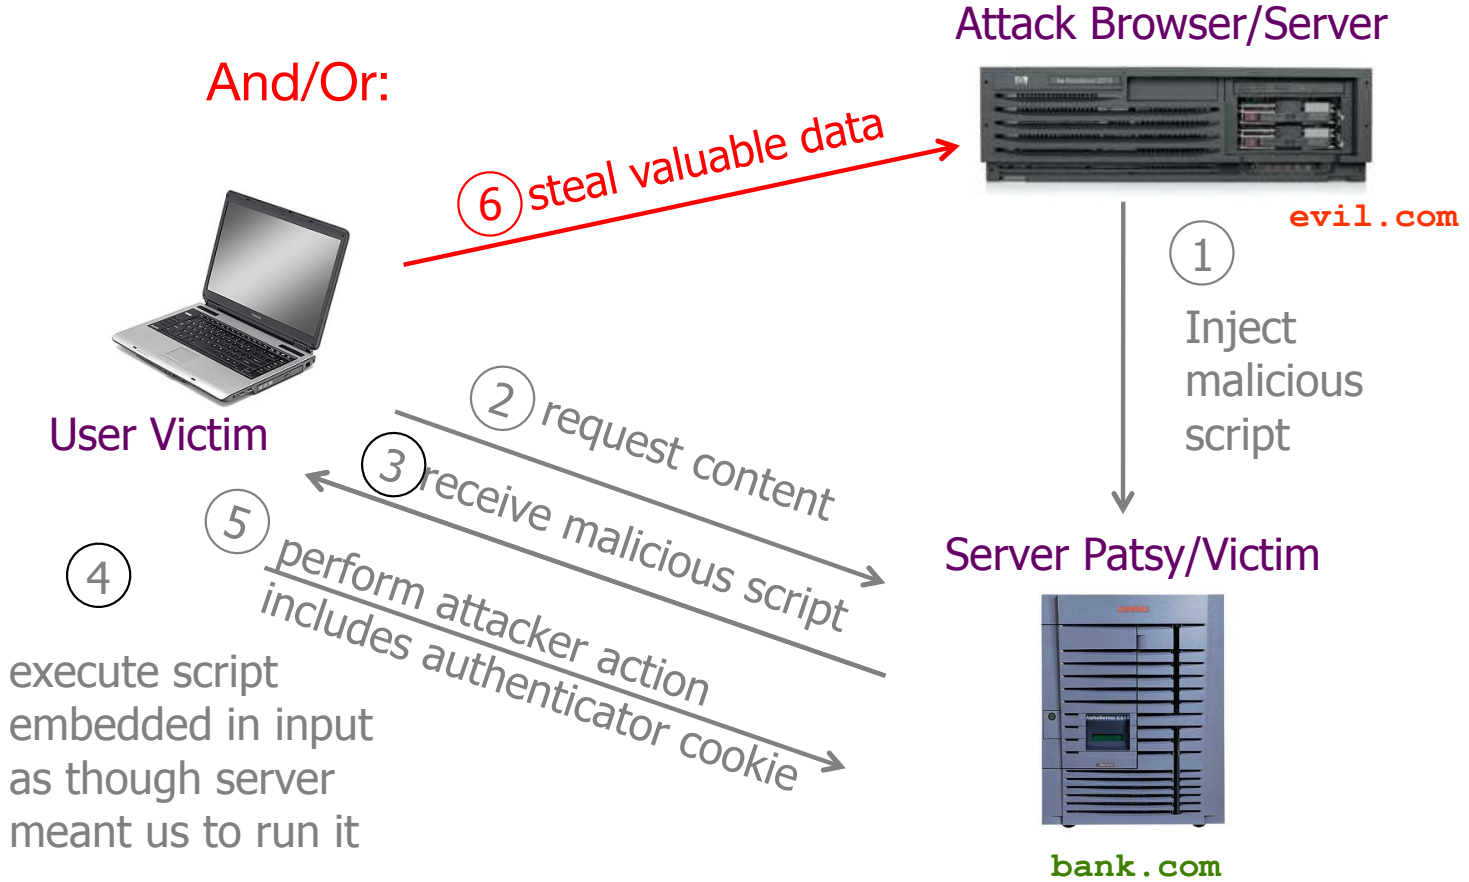 Attack Browser/Server
And/Or:
6 steal valuable data
evil.com
1
Inject
malicious
script
User Victim
2 request content
3 receive malicious script
5 perform attacker action
includes authenticator cookie
4
execute script
embedded in input
as though server
meant us to run it
Server Patsy/Victim
bank.com